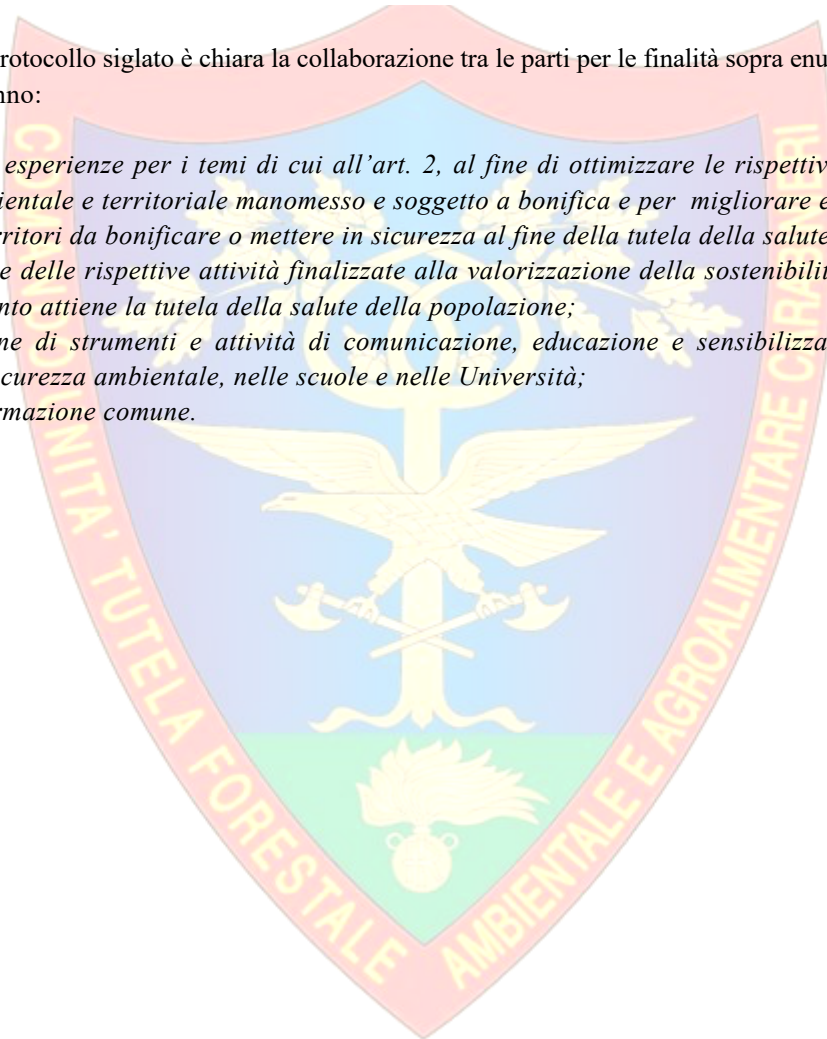 rotocollo siglato è chiara la collaborazione tra le parti per le finalità sopra enu
nno:
esperienze per i temi di cui all’art. 2, al fine di ottimizzare le rispettiv
ientale e territoriale manomesso e soggetto a bonifica e per migliorare e
rritori da bonificare o mettere in sicurezza al fine della tutela della salute
e delle rispettive attività finalizzate alla valorizzazione della sostenibilit
nto attiene la tutela della salute della popolazione;
ne di strumenti e attività di comunicazione, educazione e sensibilizza
icurezza ambientale, nelle scuole e nelle Università;
rmazione comune.
COMANDO UNITA' TUTELA FORESTALE AMBIENTALE E AGROALIMENTARE CARABINIERI